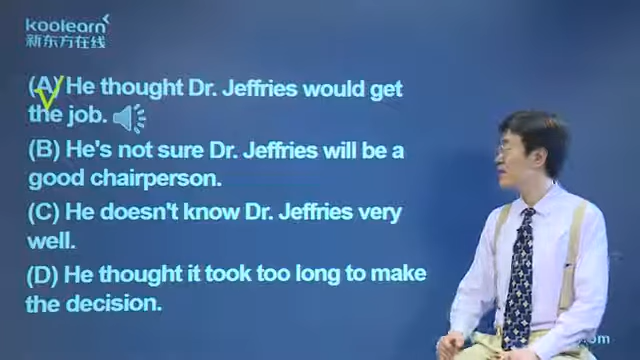 koolearn
新东方在线
(A) He thought Dr. Jeffries would get
the job.
(B) He's not sure Dr. Jeffries will be a
good chairperson.
(C) He doesn't know Dr. Jeffries very
well.
(D) He thought it took too long to make
the decision.